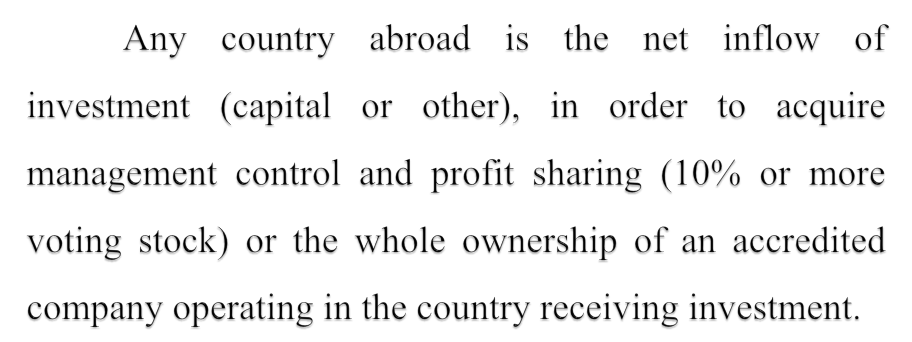 Any country abroad is the net inflow of
investment (capital or other), in order to acquire
management control and profit sharing (10% or more
voting stock) or the whole ownership of an accredited
company operating in the country receiving investment.